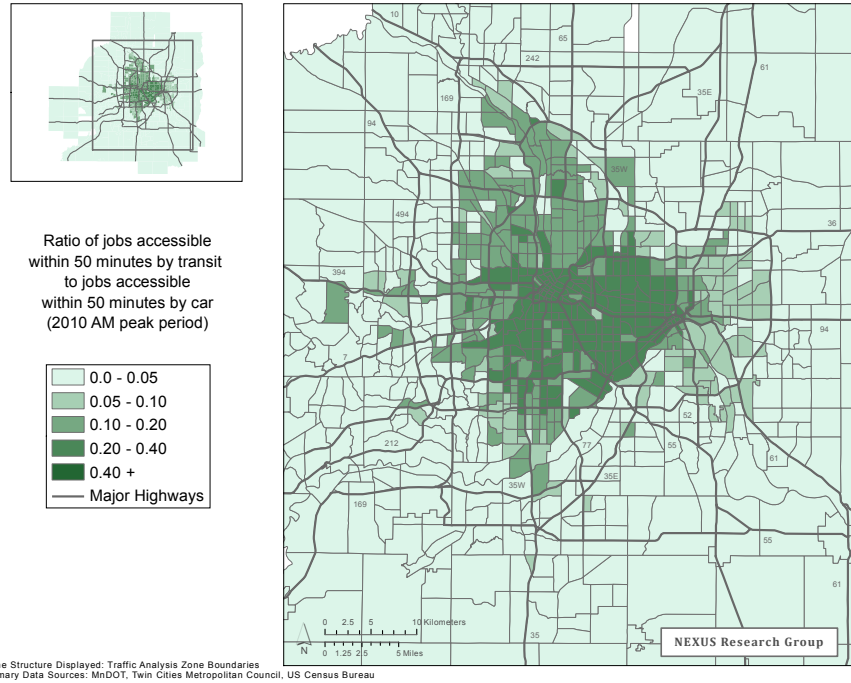 Ratio of jobs accessible
within 50 minutes by transit
to jobs accessible
within 50 minutes by car
(2010 AM peak period)
0.0 - 0.05
0.05 - 0.10
0.10 - 0.20
0.20 - 0.40
0.40 +
Major Highways
10
65
242
61
35E
169
94
35W
494
36
394
94
7
52
212
77
55
61
35W
35E
169
55
61
35
0 2.5 5 10 Kilometers
0 1.25 2.5 5 Miles
N
NEXUS Research Group
e Structure Displayed: Traffic Analysis Zone Boundaries
mary Data Sources: MnDOT, Twin Cities Metropolitan Council, US Census Bureau